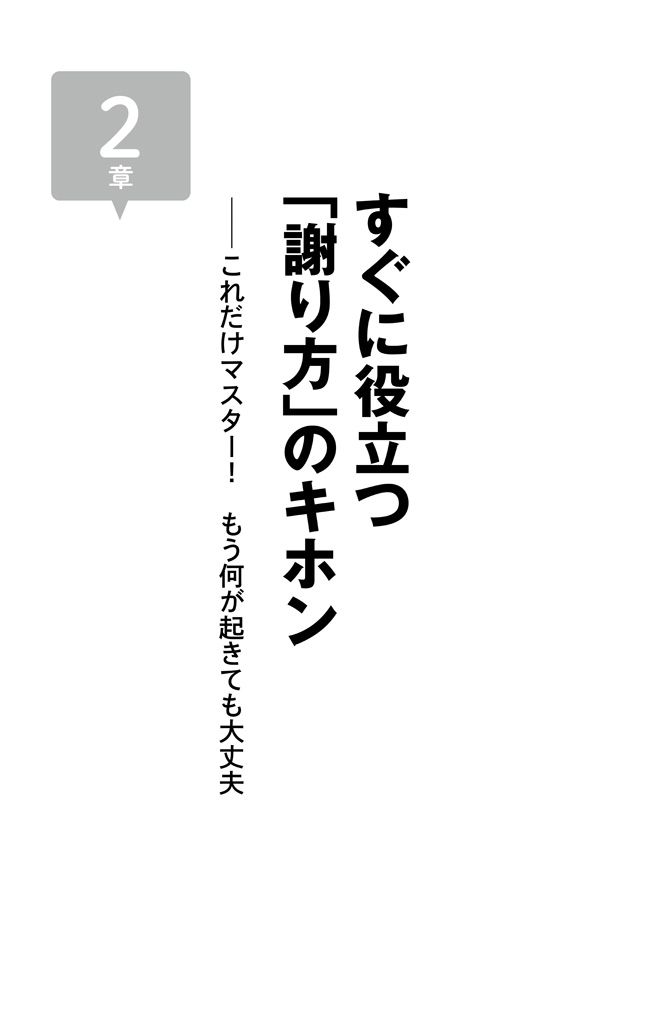 2
章
すぐに役立つ
「謝り方」のキホン
――これだけマスター！　もう何が起きても大丈夫